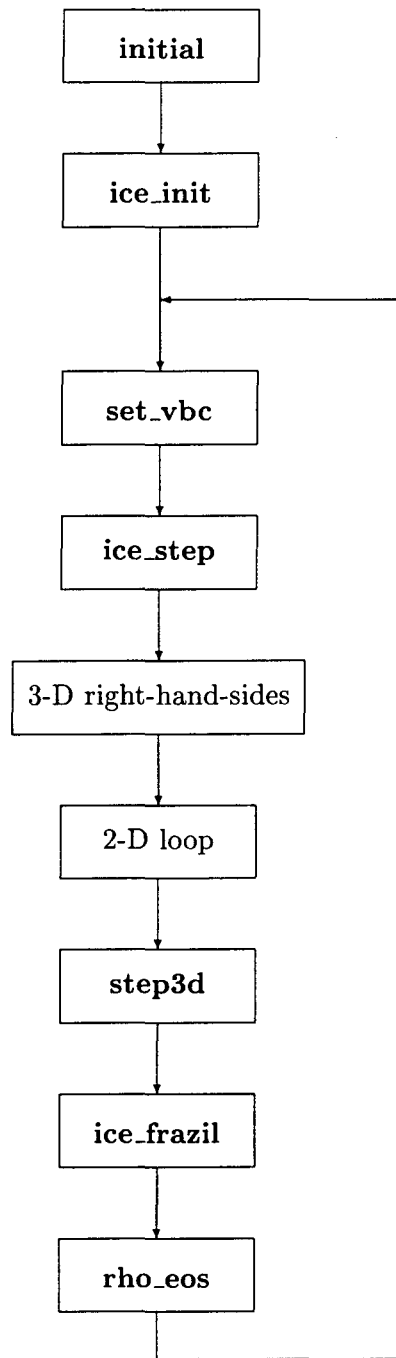 initial
ice_init
set_vbc
ice_step
3-D right-hand-sides
2-D loop
step3d
ice_frazil
rho_eos